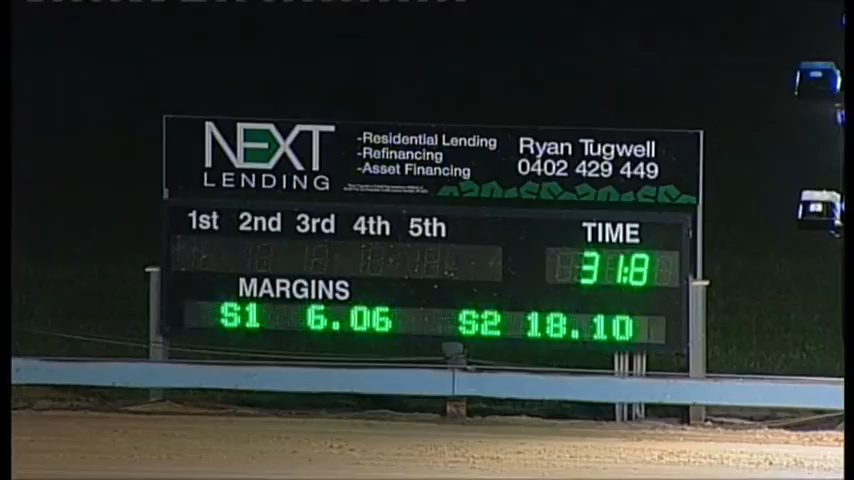 NEXT
LENDING
-Residential Lending
-Refinancing
-Asset Financing
Ryan Tugwell
0402 429 449
1st 2nd 3rd 4th 5th
TIME
31:8
MARGINS
S1 6.06 S2 18.10